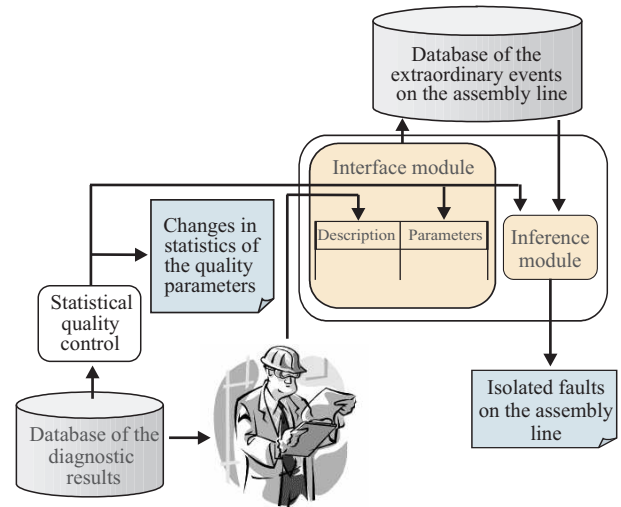 Database of the
extraordinary events
on the assembly line
Interface module
Description
Parameters
Inference
module
Changes in
statistics of
the quality
parameters
Statistical
quality
control
Isolated faults
on the assembly
line
Database of the
diagnostic
results